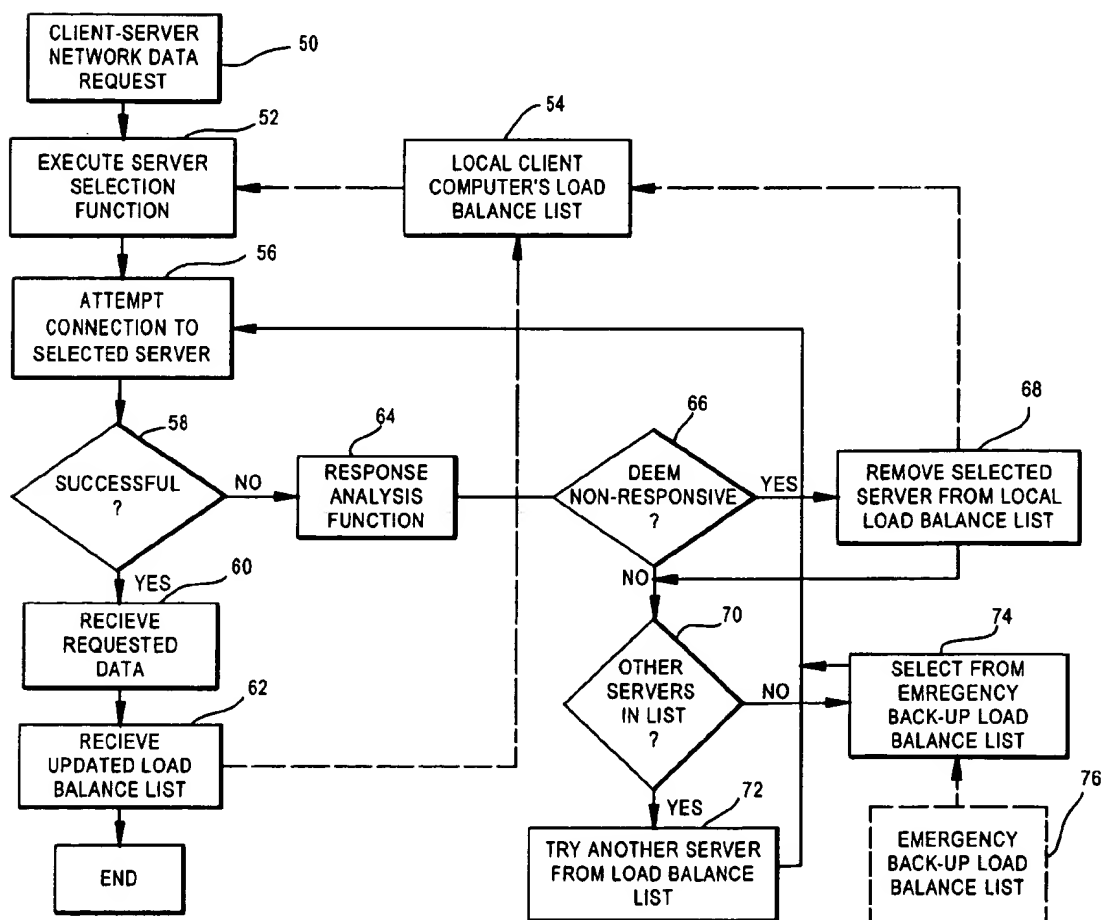 CLIENT-SERVER
NETWORK DATA
REQUEST
50
52
EXECUTE SERVER
SELECTION
FUNCTION
54
LOCAL CLIENT
COMPUTER'S LOAD
BALANCE LIST
56
ATTEMPT
CONNECTION TO
SELECTED SERVER
58
SUCCESSFUL
?
NO
64
RESPONSE
ANALYSIS
FUNCTION
66
DEEM
NON-RESPONSIVE
?
YES
68
REMOVE SELECTED
SERVER FROM LOCAL
LOAD BALANCE LIST
NO
YES
60
RECIEVE
REQUESTED
DATA
62
RECIEVE
UPDATED LOAD
BALANCE LIST
END
70
OTHER
SERVERS
IN LIST
?
NO
74
SELECT FROM
EMREGENCY
BACK-UP LOAD
BALANCE LIST
YES
72
TRY ANOTHER SERVER
FROM LOAD BALANCE
LIST
76
EMERGENCY
BACK-UP LOAD
BALANCE LIST